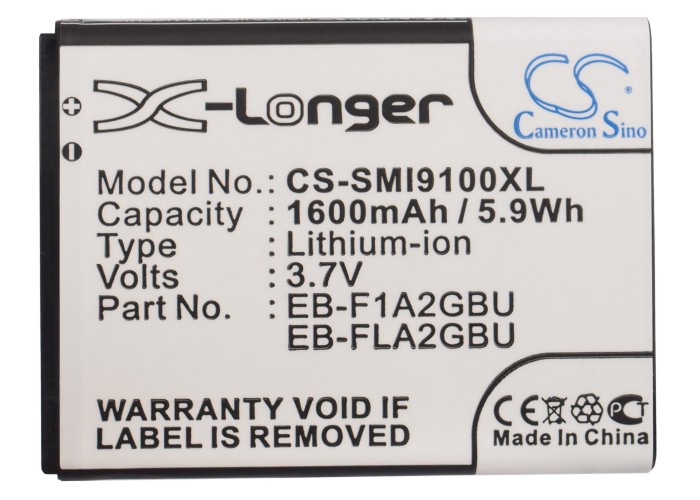 X-Longer
CS
Cameron Sino
Model No.: CS-SMI9100XL
Capacity : 1600mAh / 5.9Wh
Type : Lithium-ion
Volts : 3.7V
Part No. : EB-F1A2GBU
EB-FLA2GBU
WARRANTY VOID IF
LABEL IS REMOVED
CE PCT
Made In China